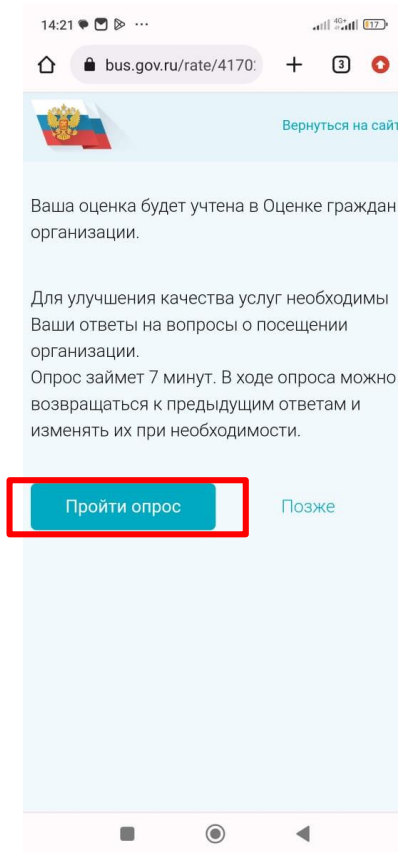 14:21 ... 4G+ 17
bus.gov.ru/rate/4170 3
Вернуться на сайт
Ваша оценка будет учтена в Оценке граждан
организации.
Для улучшения качества услуг необходимы
Ваши ответы на вопросы о посещении
организации.
Опрос займет 7 минут. В ходе опроса можно
возвращаться к предыдущим ответам и
изменять их при необходимости.
Пройти опрос Позже